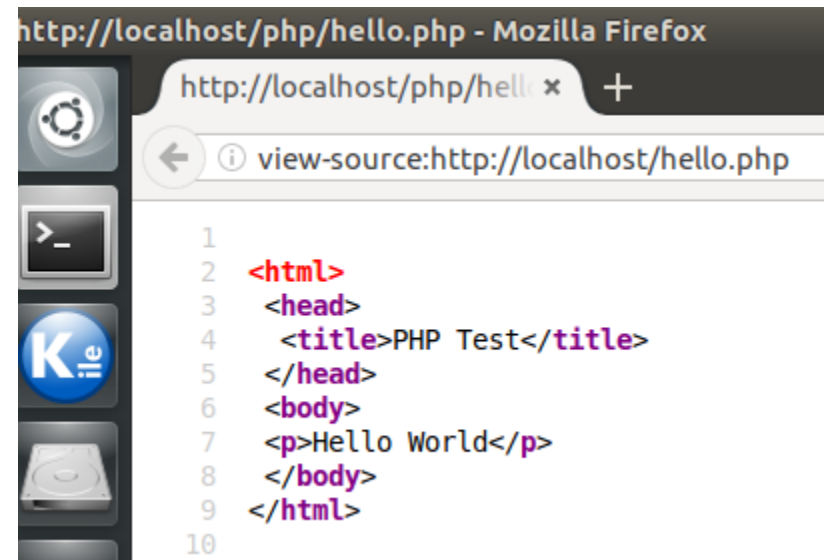 http://localhost/php/hello.php - Mozilla Firefox
http://localhost/php/hell × +
view-source:http://localhost/hello.php
1
2 <html>
3 <head>
4 <title>PHP Test</title>
5 </head>
6 <body>
7 <p>Hello World</p>
8 </body>
9 </html>
10
>_
K ile